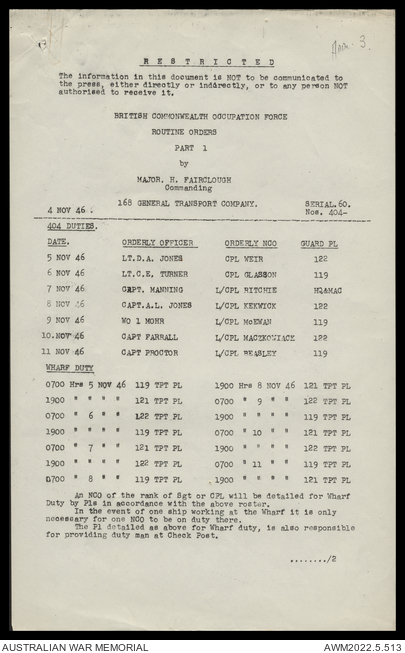 13
3.
R E S T R I C T E D
The information in this document is NOT to be communicated to
the press, either directly or indirectly, or to any person NOT
authorised to receive it.
BRITISH COMMONWEALTH OCCUPATION FORCE
ROUTINE ORDERS
PART 1
by
MAJOR, H. FAIRCLOUGH
Commanding
168 GENERAL TRANSPORT COMPANY.
SERIAL.60.
4 NOV 46 .
Nos. 404-
404 DUTIES.
DATE. ORDERLY OFFICER ORDERLY NCO GUARD PL
5 NOV 46 LT.D.A. JONES CPL WEIR 122
6 NOV 46 LT.C.E. TURNER CPL GLASSON 119
7 NOV 46 CAPT. MANNING L/CPL RITCHIE HQ&MAC
8 NOV 46 CAPT.A.L. JONES L/CPL KEKWICK 122
9 NOV 46 WO 1 MOHR L/CPL McEWAN 119
10.NOV 46 CAPT FARRALL L/CPL MACZKOWIACK 122
11 NOV 46 CAPT PROCTOR L/CPL BEASLEY 119
WHARF DUTY
0700 Hrs 5 NOV 46 119 TPT PL 1900 Hrs 8 NOV 46 121 TPT PL
1900 " " " 121 TPT PL 0700 " 9 " " 122 TPT PL
0700 " 6 " " 122 TPT PL 1900 " " " 119 TPT PL
1900 " " " 119 TPT PL 0700 " 10 " " 121 TPT PL
0700 " 7 " " 121 TPT PL 1900 " " " 122 TPT PL
1900 " " " 122 TPT PL 0700 " 11 " " 119 TPT PL
0700 " 8 " " 119 TPT PL 1900 " " " 121 TPT PL
An NCO of the rank of Sgt or CPL will be detailed for Wharf
Duty by Pls in accordance with the above roster.
In the event of one ship working at the Wharf it is only
necessary for one NCO to be on duty there.
The Pl detailed as above for Wharf duty, is also responsible
for providing duty man at Check Post.
......../2
AUSTRALIAN WAR MEMORIAL
AWM2022.5.513